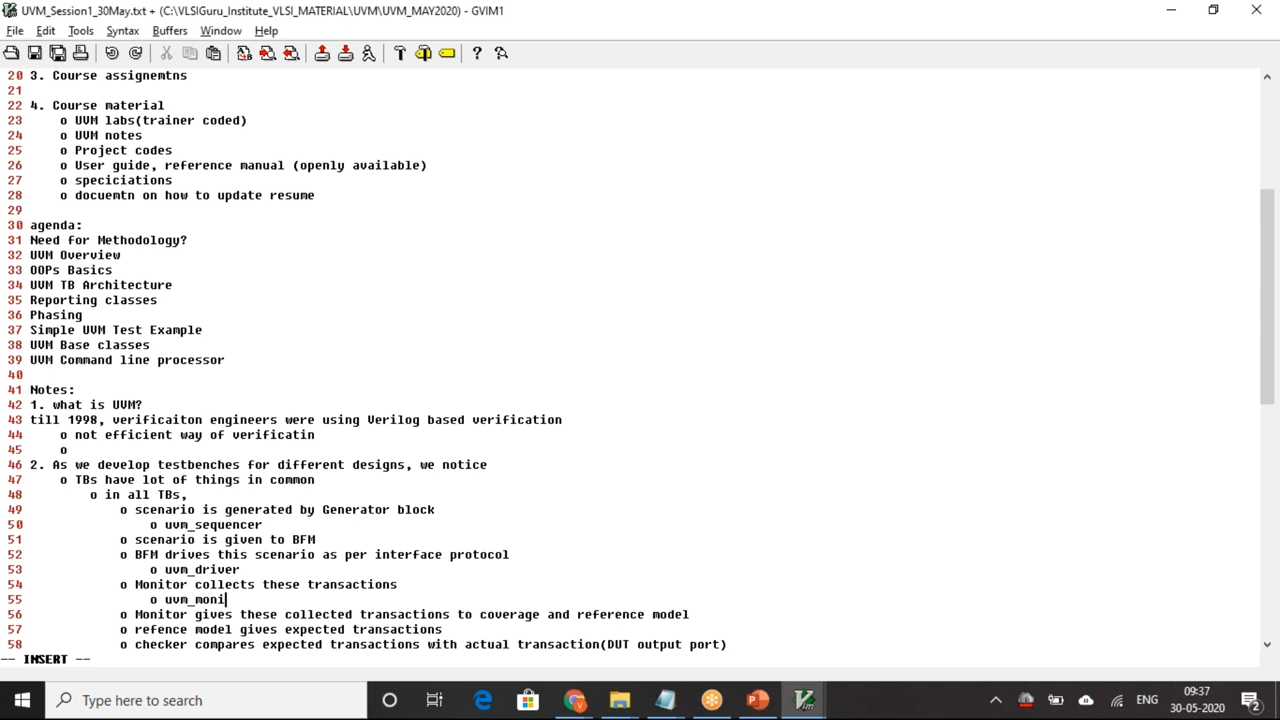 UVM_Session1_30May.txt + (C:\VLSIGuru_Institute_VLSI_MATERIAL\UVM\UVM_MAY2020) - GVIM1
File Edit Tools Syntax Buffers Window Help
20 3. Course assignemtns
21
22 4. Course material
23 o UVM labs(trainer coded)
24 o UVM notes
25 o Project codes
26 o User guide, reference manual (openly available)
27 o speciciations
28 o docuemtn on how to update resume
29
30 agenda:
31 Need for Methodology?
32 UVM Overview
33 OOPs Basics
34 UVM TB Architecture
35 Reporting classes
36 Phasing
37 Simple UVM Test Example
38 UVM Base classes
39 UVM Command line processor
40
41 Notes:
42 1. what is UVM?
43 till 1998, verificaiton engineers were using Verilog based verification
44 o not efficient way of verificatin
45 o
46 2. As we develop testbenches for different designs, we notice
47 o TBs have lot of things in common
48 o in all TBs,
49 o scenario is generated by Generator block
50 o uvm_sequencer
51 o scenario is given to BFM
52 o BFM drives this scenario as per interface protocol
53 o uvm_driver
54 o Monitor collects these transactions
55 o uvm_moni
56 o Monitor gives these collected transactions to coverage and reference model
57 o refence model gives expected transactions
58 o checker compares expected transactions with actual transaction(DUT output port)
-- INSERT --
Type here to search
ENG
09:37
30-05-2020
2